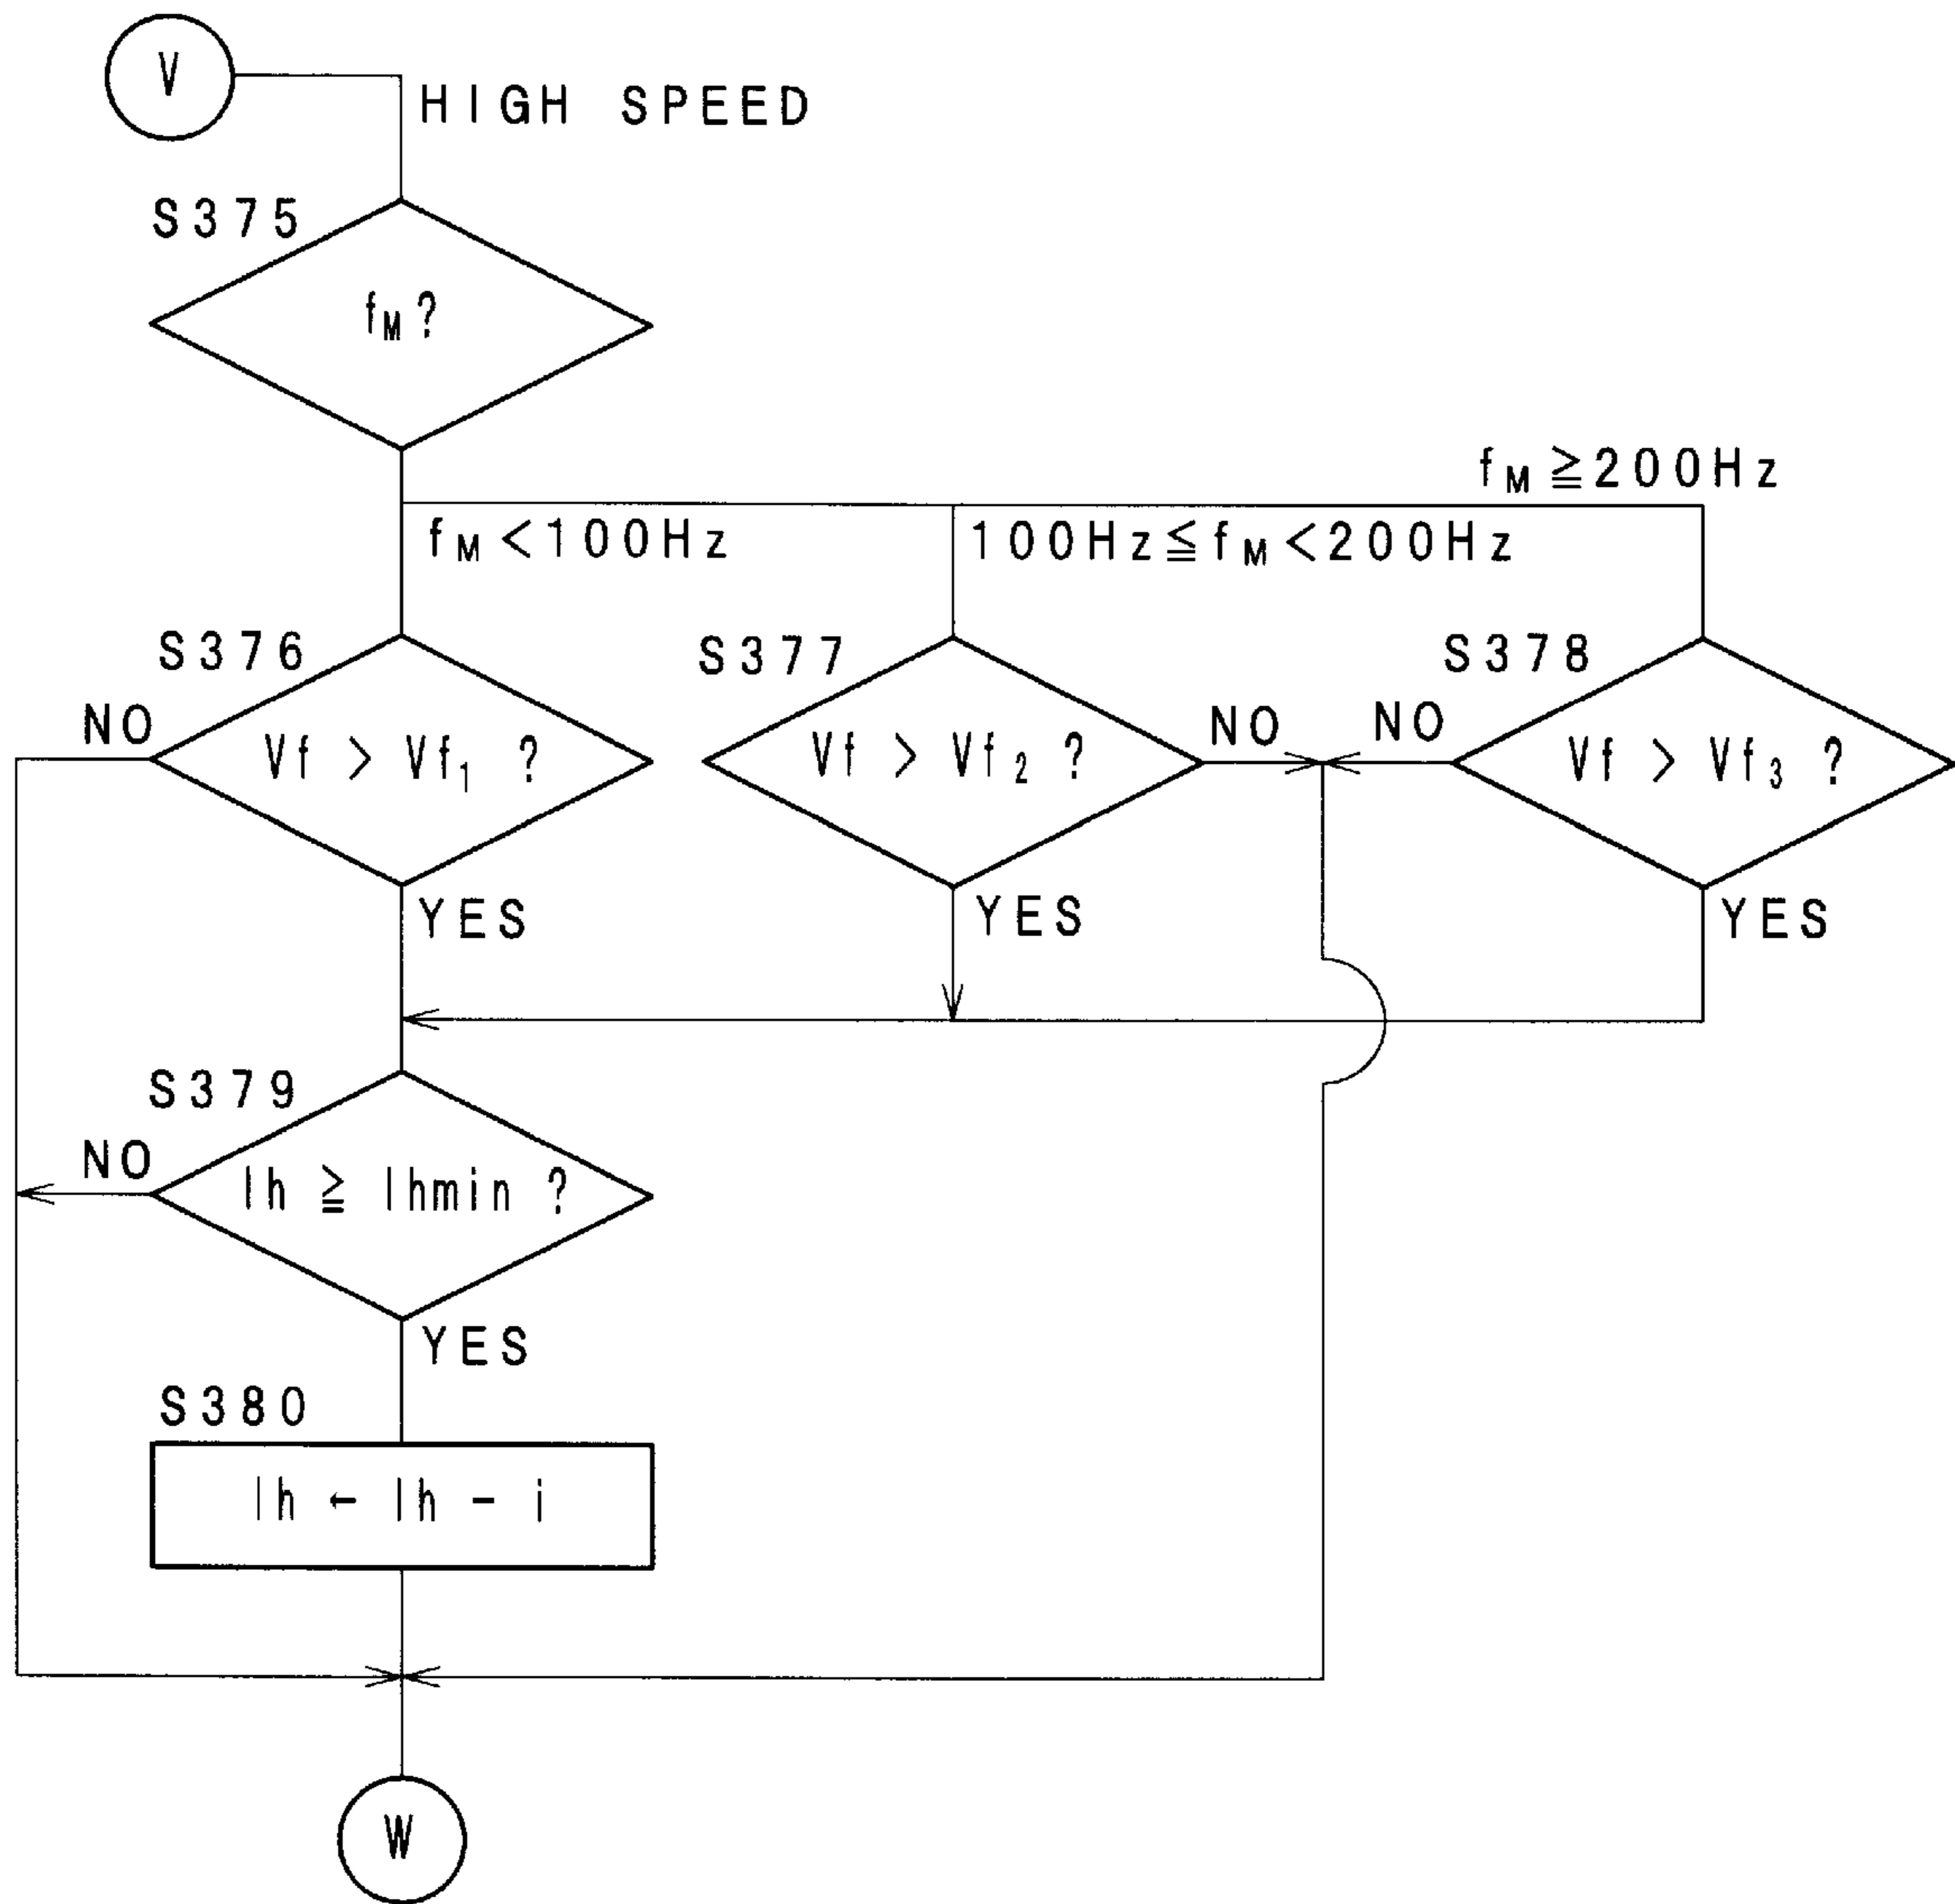 V
HIGH SPEED
S375
fM?
fM≧200Hz
fM<100Hz
100Hz≦fM<200Hz
S376
S377
S378
NO
NO
NO
Vf > Vf1 ?
Vf > Vf2 ?
Vf > Vf3 ?
YES
YES
YES
S379
NO
Ih ≧ Ihmin ?
YES
S380
Ih ← Ih - i
W